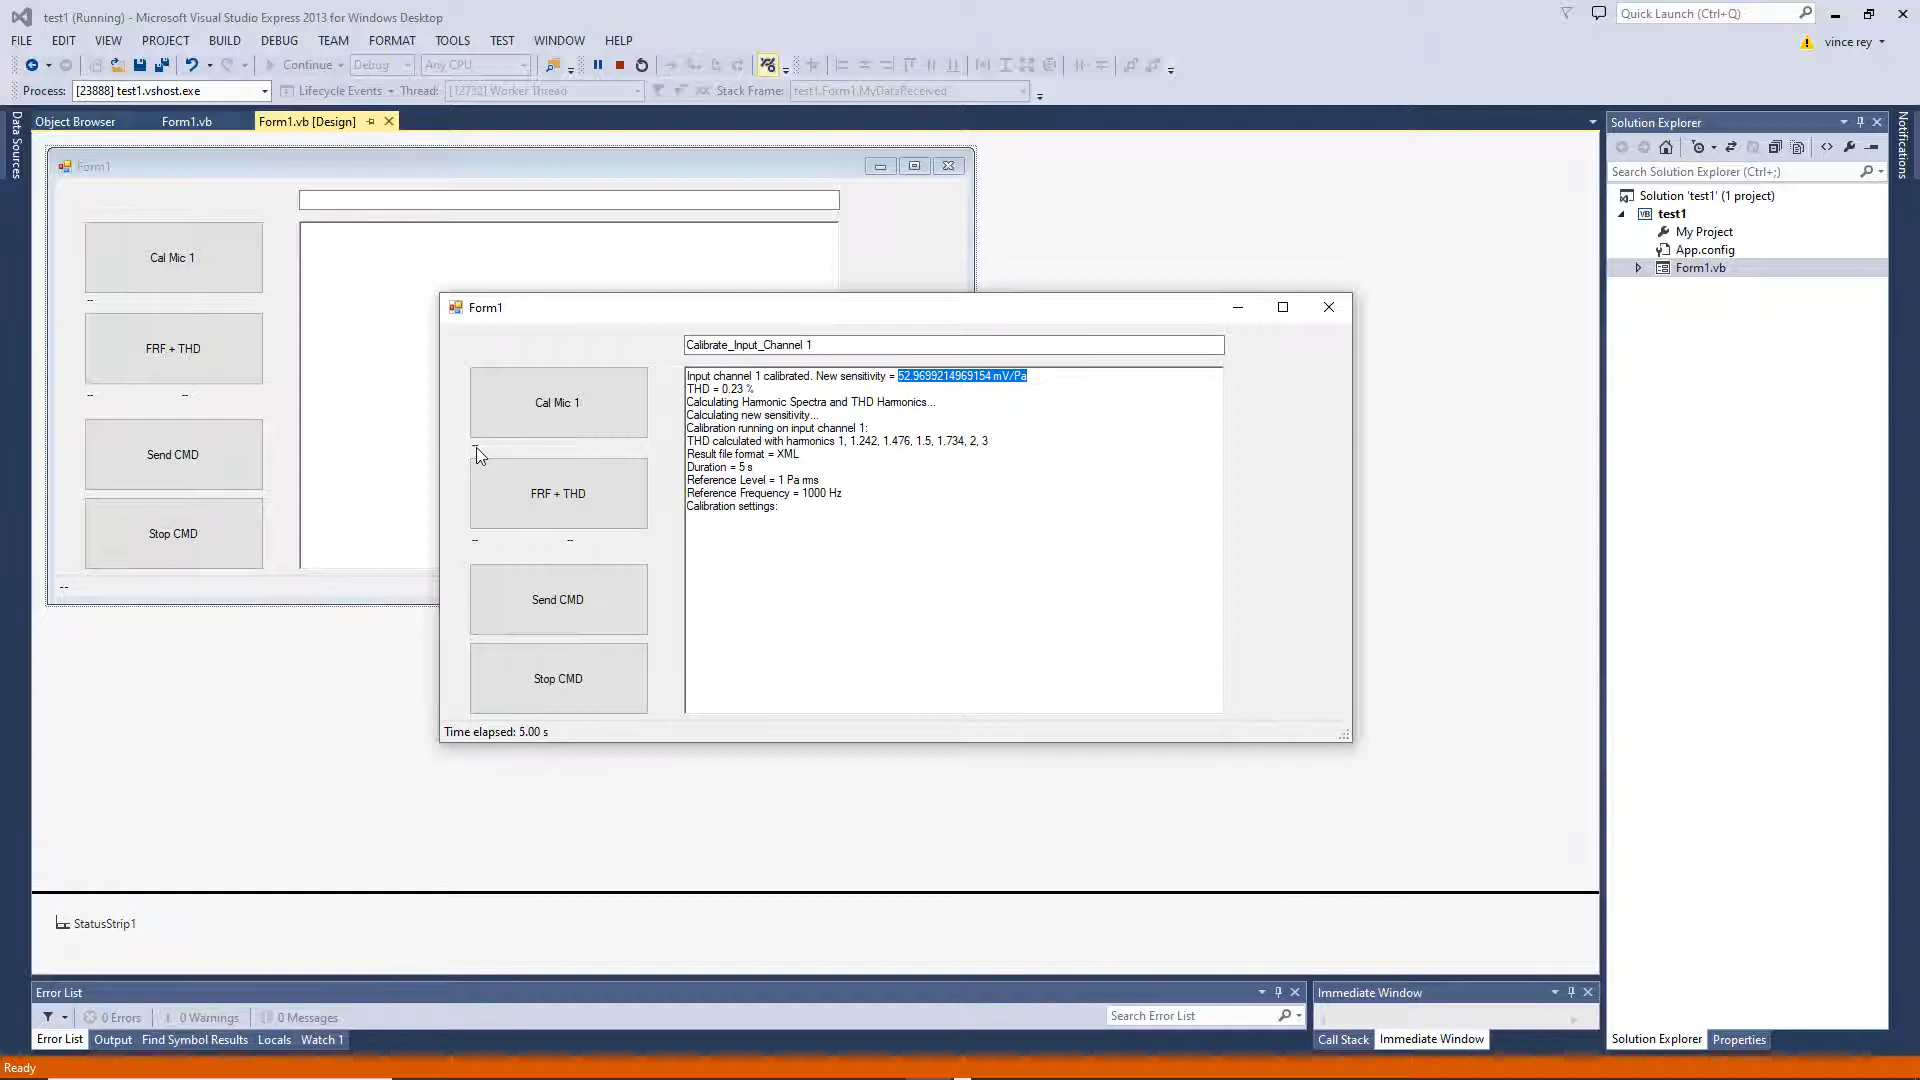 test1 (Running) - Microsoft Visual Studio Express 2013 for Windows Desktop
Quick Launch (Ctrl+Q)
FILE EDIT VIEW PROJECT BUILD DEBUG TEAM FORMAT TOOLS TEST WINDOW HELP
vince rey
Continue Debug Any CPU
Process: [23888] test1.vshost.exe Lifecycle Events Thread: [12732] Worker Thread Stack Frame: test1.Form1.MyDataReceived
Data Sources
Object Browser Form1.vb Form1.vb [Design]
Form1
Cal Mic 1
--
FRF + THD
-- --
Send CMD
Stop CMD
--
Form1
Calibrate_Input_Channel 1
Cal Mic 1
--
FRF + THD
-- --
Send CMD
Stop CMD
Input channel 1 calibrated. New sensitivity = 52.9699214969154 mV/Pa
THD = 0.23 %
Calculating Harmonic Spectra and THD Harmonics...
Calculating new sensitivity...
Calibration running on input channel 1:
THD calculated with harmonics 1, 1.242, 1.476, 1.5, 1.734, 2, 3
Result file format = XML
Duration = 5 s
Reference Level = 1 Pa rms
Reference Frequency = 1000 Hz
Calibration settings:
Time elapsed: 5.00 s
StatusStrip1
Solution Explorer
Search Solution Explorer (Ctrl+;)
Solution 'test1' (1 project)
VB test1
My Project
App.config
Form1.vb
Notifications
Error List
0 Errors 0 Warnings 0 Messages
Search Error List
Error List Output Find Symbol Results Locals Watch 1
Immediate Window
Call Stack Immediate Window
Solution Explorer Properties
Ready